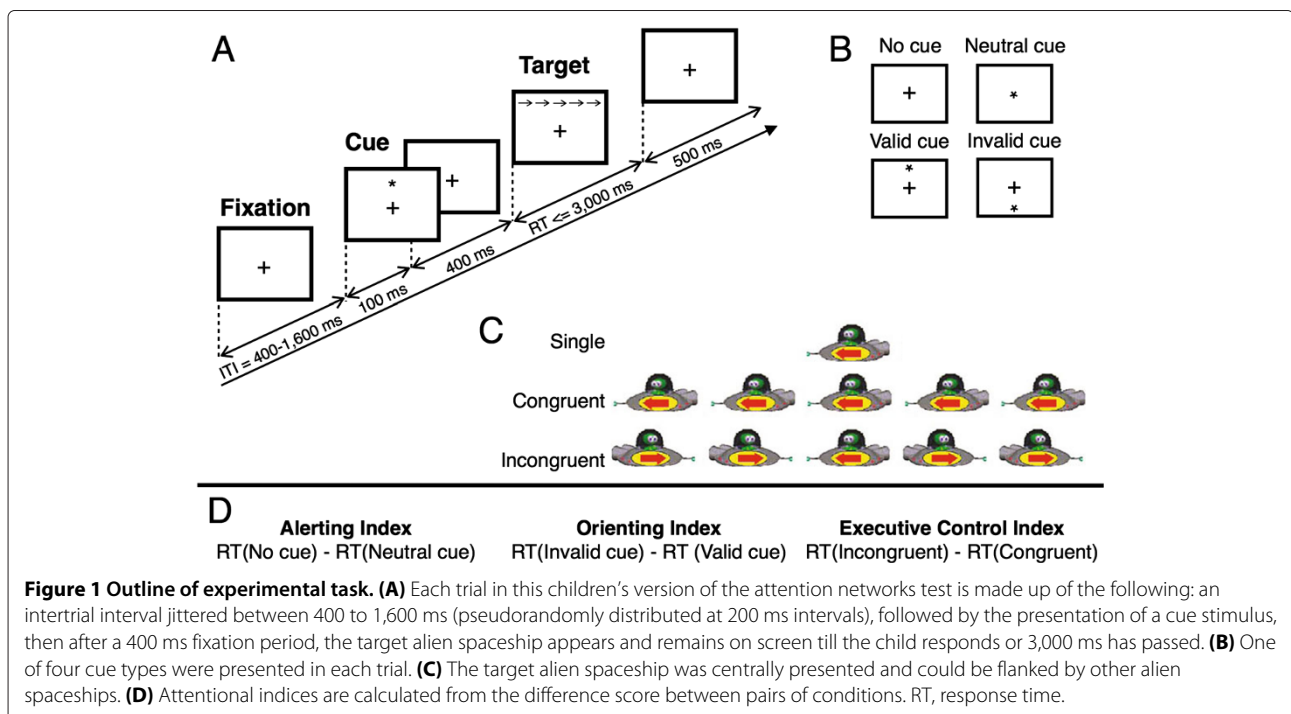 A
Fixation
Cue
Target
+
*
+
+
→→→→→
+
+
ITI = 400-1,600 ms
100 ms
400 ms
RT <= 3,000 ms
500 ms
B
No cue Neutral cue
+ *
Valid cue Invalid cue
* +
+ *
C
Single
Congruent
Incongruent
D
Alerting Index Orienting Index Executive Control Index
RT(No cue) - RT(Neutral cue) RT(Invalid cue) - RT (Valid cue) RT(Incongruent) - RT(Congruent)
Figure 1 Outline of experimental task. (A) Each trial in this children’s version of the attention networks test is made up of the following: an
intertrial interval jittered between 400 to 1,600 ms (pseudorandomly distributed at 200 ms intervals), followed by the presentation of a cue stimulus,
then after a 400 ms fixation period, the target alien spaceship appears and remains on screen till the child responds or 3,000 ms has passed. (B) One
of four cue types were presented in each trial. (C) The target alien spaceship was centrally presented and could be flanked by other alien
spaceships. (D) Attentional indices are calculated from the difference score between pairs of conditions. RT, response time.